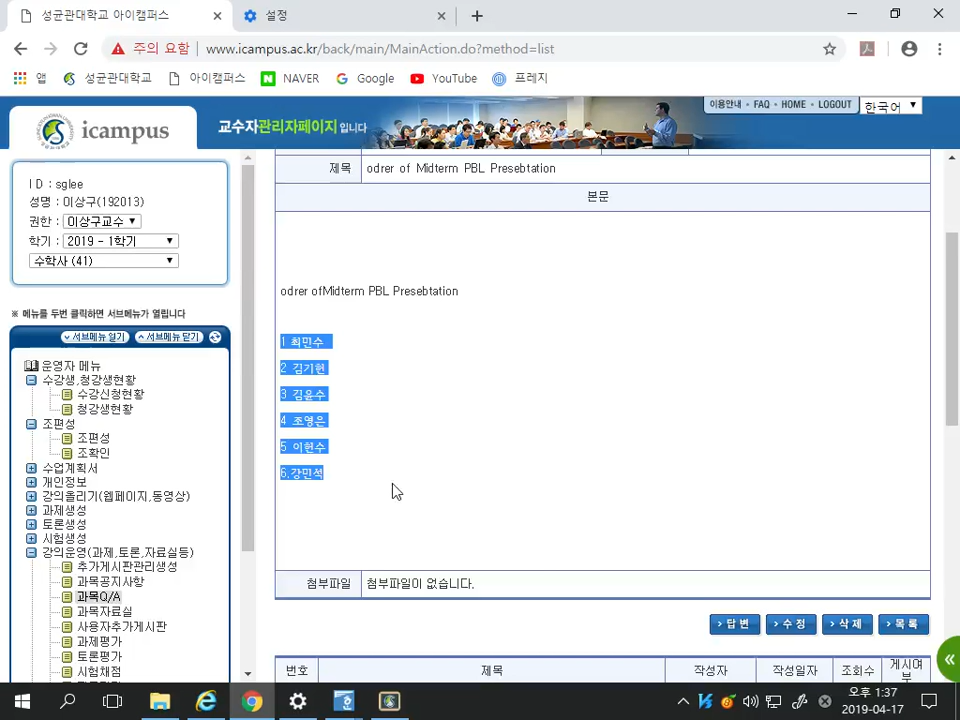 성균관대학교 아이캠퍼스
설정
주의 요함
www.icampus.ac.kr/back/main/MainAction.do?method=list
앱
성균관대학교
아이캠퍼스
NAVER
Google
YouTube
프레지
icampus
교수자관리자페이지입니다
이용안내 · FAQ · HOME · LOGOUT
한국어
ID : sglee
성명 : 이상구(192013)
권한 : 이상구교수
학기 : 2019 - 1학기
수학사 (41)
※ 메뉴를 두번 클릭하면 서브메뉴가 열립니다
서브메뉴 열기
서브메뉴 닫기
운영자 메뉴
수강생,청강생현황
수강신청현황
청강생현황
조편성
조편성
조확인
수업계획서
개인정보
강의올리기(웹페이지,동영상)
과제생성
토론생성
시험생성
강의운영(과제,토론,자료실등)
추가게시판관리생성
과목공지사항
과목Q/A
과목자료실
사용자추가게시판
과제평가
토론평가
시험채점
제목
odrer of Midterm PBL Presebtation
본문
odrer ofMidterm PBL Presebtation
1 최민수
2 김기현
3 김윤수
4 조영은
5 이현수
6.강민석
첨부파일
첨부파일이 없습니다.
답변
수정
삭제
목록
번호
제목
작성자
작성일자
조회수
게시여부
오후 1:37
2019-04-17